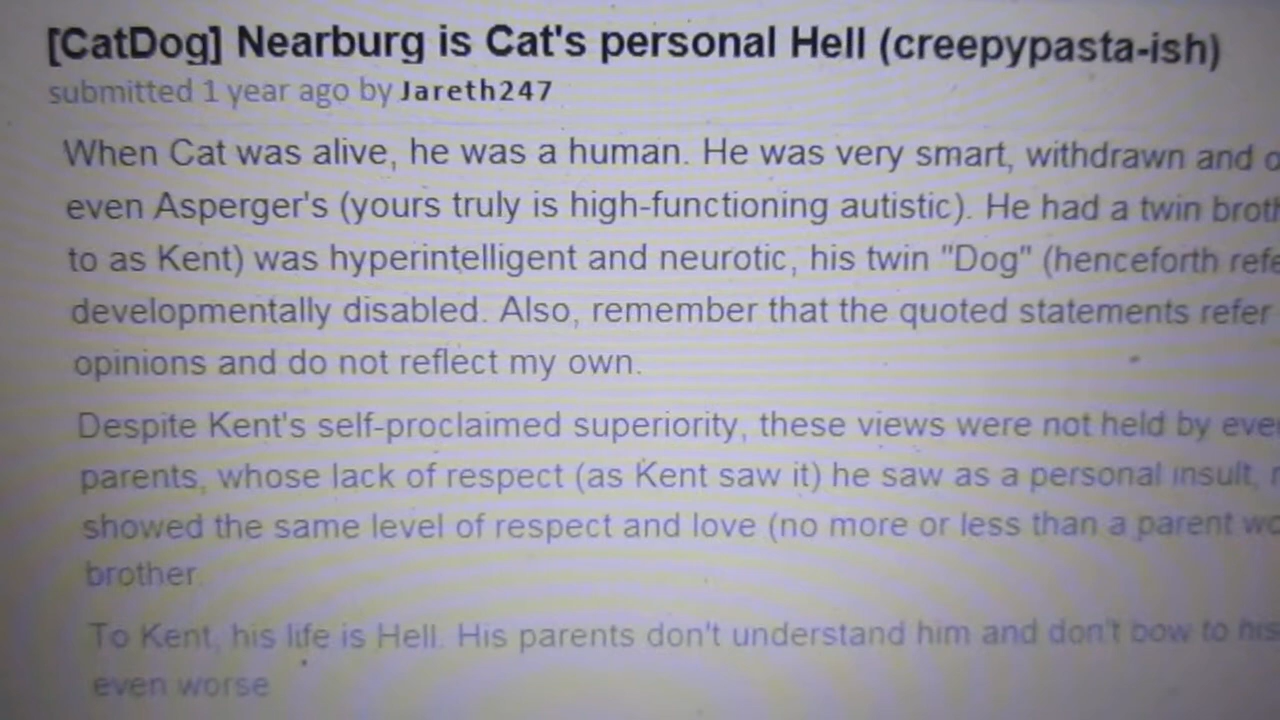 [CatDog] Nearburg is Cat's personal Hell (creepypasta-ish)
submitted 1 year ago by Jareth247
When Cat was alive, he was a human. He was very smart, withdrawn and
even Asperger's (yours truly is high-functioning autistic). He had a twin
to as Kent) was hyperintelligent and neurotic, his twin "Dog" (henceforth
developmentally disabled. Also, remember that the quoted statements refer
opinions and do not reflect my own.
Despite Kent's self-proclaimed superiority, these views were not held by
parents, whose lack of respect (as Kent saw it) he saw as a personal insult,
showed the same level of respect and love (no more or less than a parent
brother.
To Kent, his life is Hell. His parents don't understand him and don't bow to his
even worse